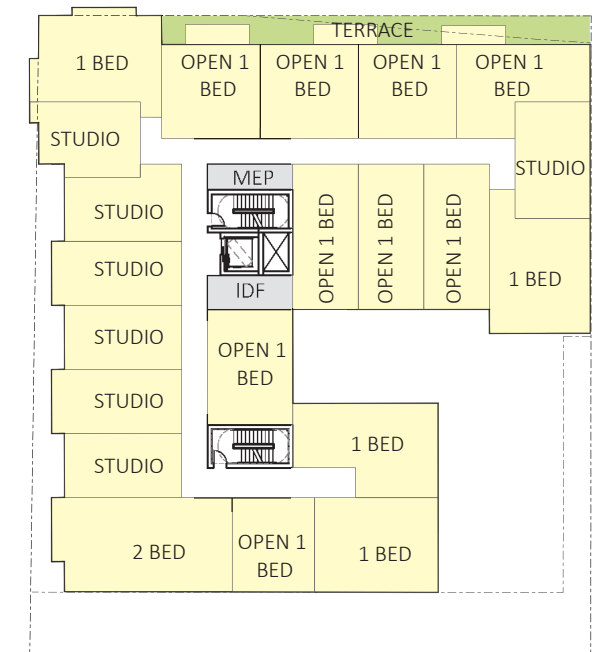 TERRACE
1 BED
OPEN 1
BED
OPEN 1
BED
OPEN 1
BED
OPEN 1
BED
STUDIO
STUDIO
MEP
STUDIO
OPEN 1 BED
OPEN 1 BED
OPEN 1 BED
STUDIO
1 BED
IDF
STUDIO
OPEN 1
BED
STUDIO
1 BED
STUDIO
2 BED
OPEN 1
BED
1 BED